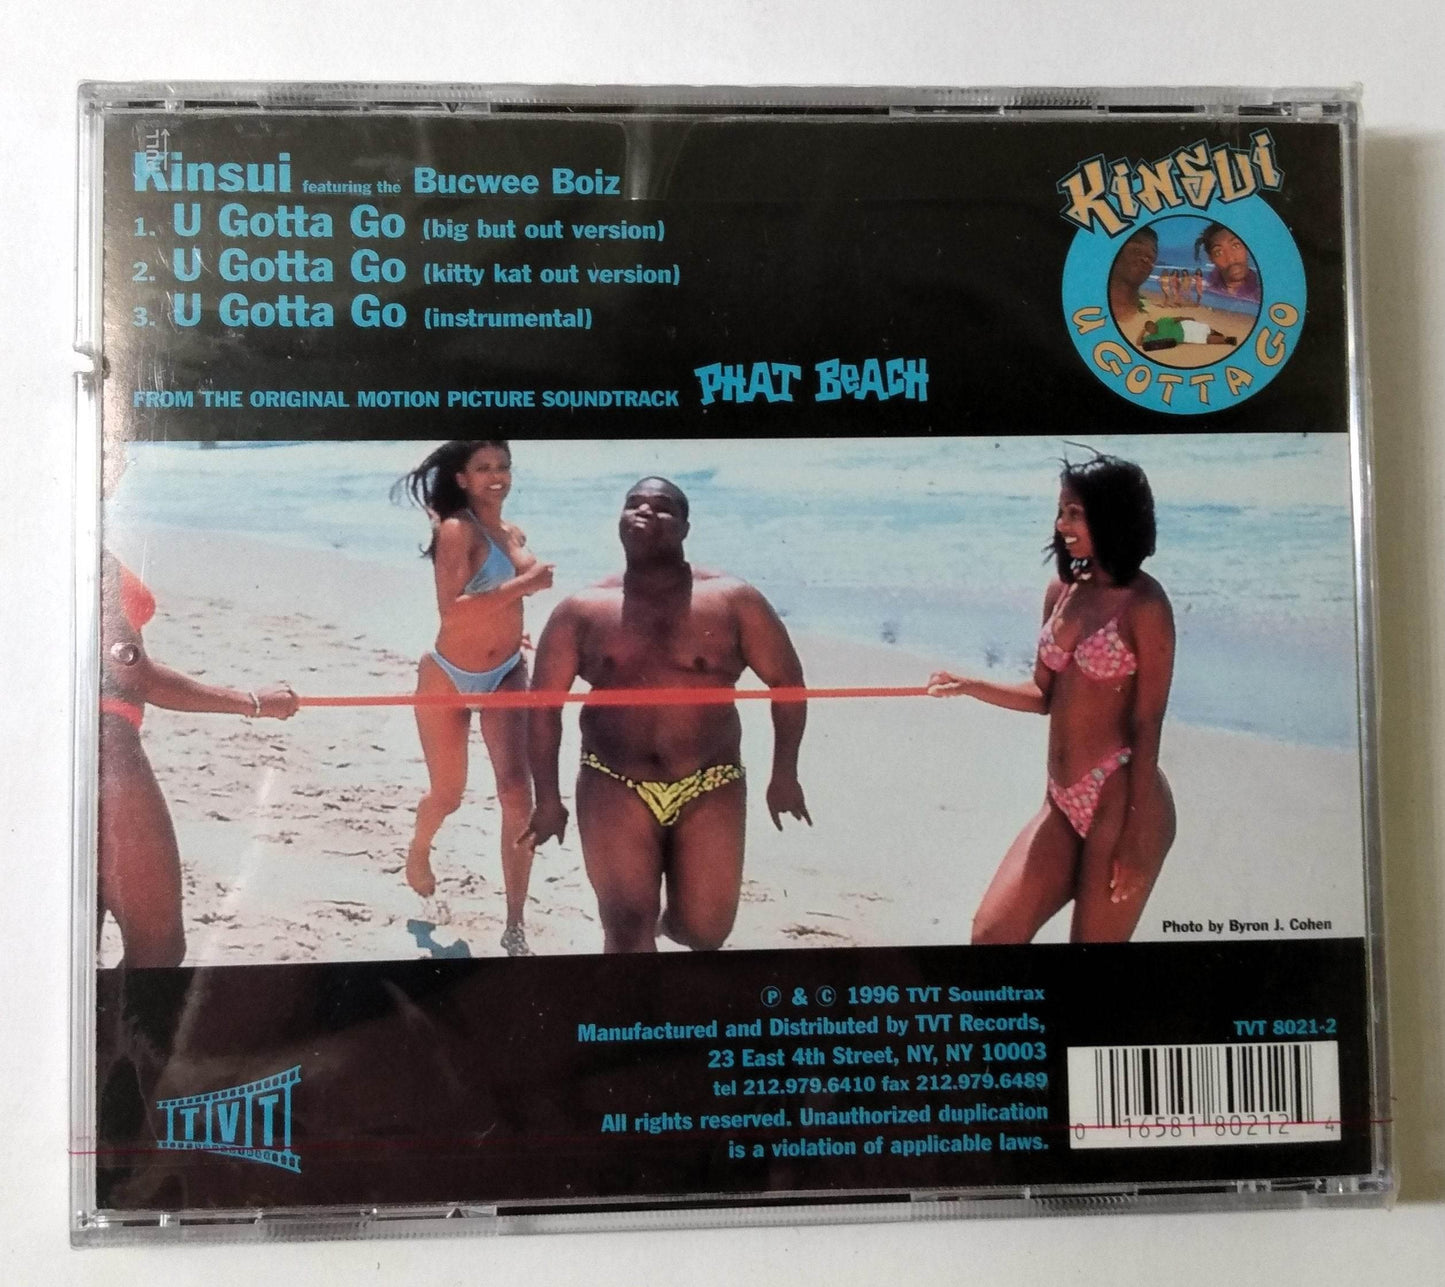 PULL
Kinsui featuring the Bucwee Boiz
1. U Gotta Go (big but out version)
2. U Gotta Go (kitty kat out version)
3. U Gotta Go (instrumental)
FROM THE ORIGINAL MOTION PICTURE SOUNDTRACK PHAT BEACH
KiNSUi
U GOTTA GO
Photo by Byron J. Cohen
Ⓟ & © 1996 TVT Soundtrax
Manufactured and Distributed by TVT Records,
23 East 4th Street, NY, NY 10003
tel 212.979.6410 fax 212.979.6489
All rights reserved. Unauthorized duplication
is a violation of applicable laws.
TVT 8021-2
0 16581 80212 4
TVT